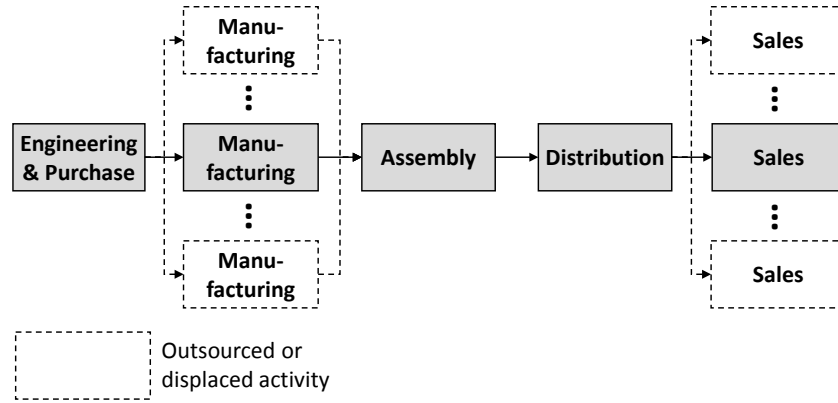 Manu-
facturing
Sales
Engineering
& Purchase
Manu-
facturing
Assembly
Distribution
Sales
Manu-
facturing
Sales
Outsourced or
displaced activity